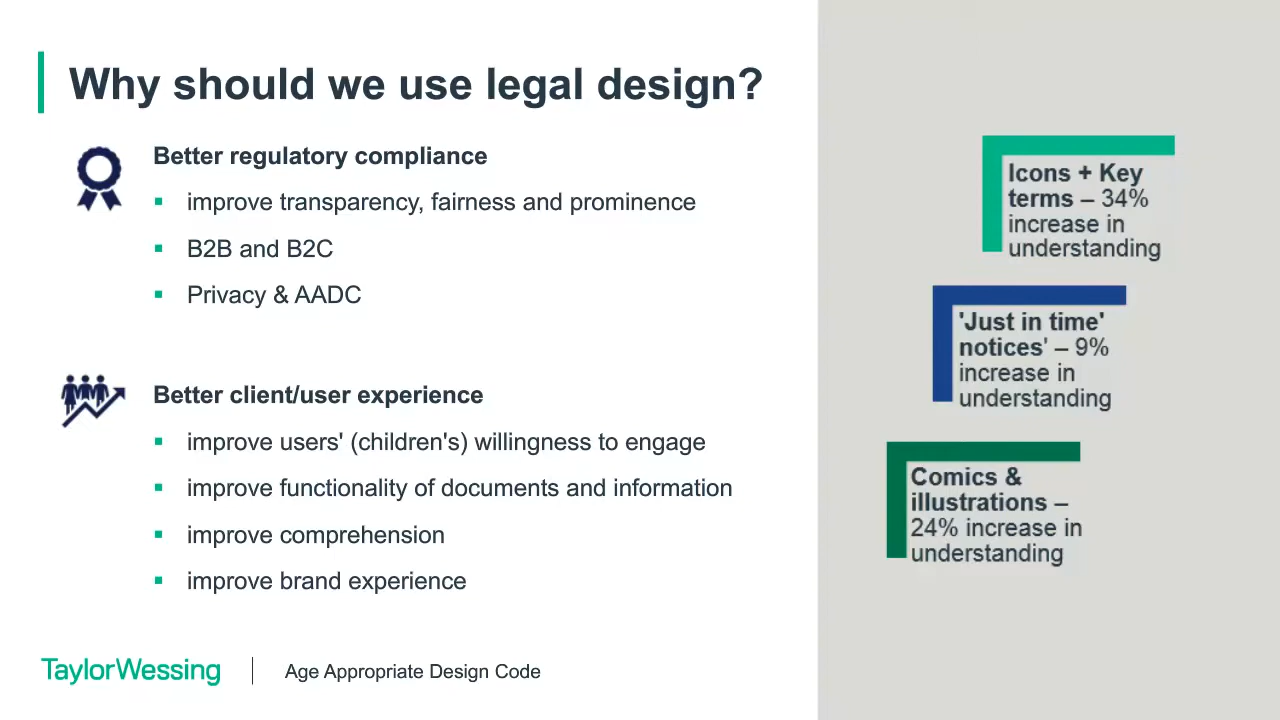 Why should we use legal design?
Better regulatory compliance
▪ improve transparency, fairness and prominence
▪ B2B and B2C
▪ Privacy & AADC
Better client/user experience
▪ improve users' (children's) willingness to engage
▪ improve functionality of documents and information
▪ improve comprehension
▪ improve brand experience
Icons + Key
terms – 34%
increase in
understanding
'Just in time'
notices' – 9%
increase in
understanding
Comics &
illustrations –
24% increase in
understanding
TaylorWessing
Age Appropriate Design Code